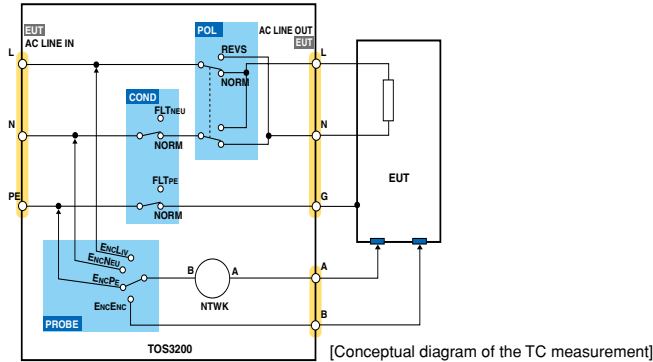 EUT
AC LINE IN
POL
AC LINE OUT
EUT
L
REVS
L
NORM
COND
FLTNEU
N
NORM
N
EUT
FLTPE
PE
NORM
G
ENCLIV
ENCNEU
ENCPE
B
A
A
NTWK
ENCENC
B
PROBE
TOS3200
[Conceptual diagram of the TC measurement]